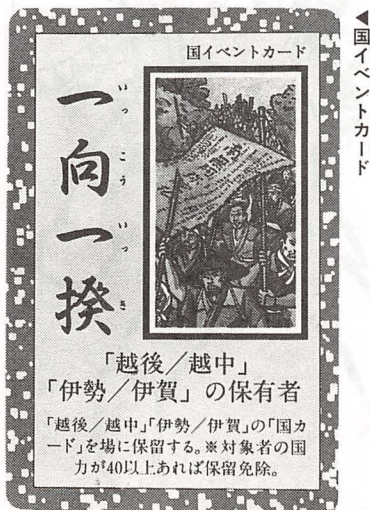 ◀国イベントカード
国イベントカード
一向一揆
いっこういっき
「越後／越中」
「伊勢／伊賀」の保有者
「越後／越中」「伊勢／伊賀」の「国カ
ード」を場に保留する。※対象者の国
力が40以上あれば保留免除。